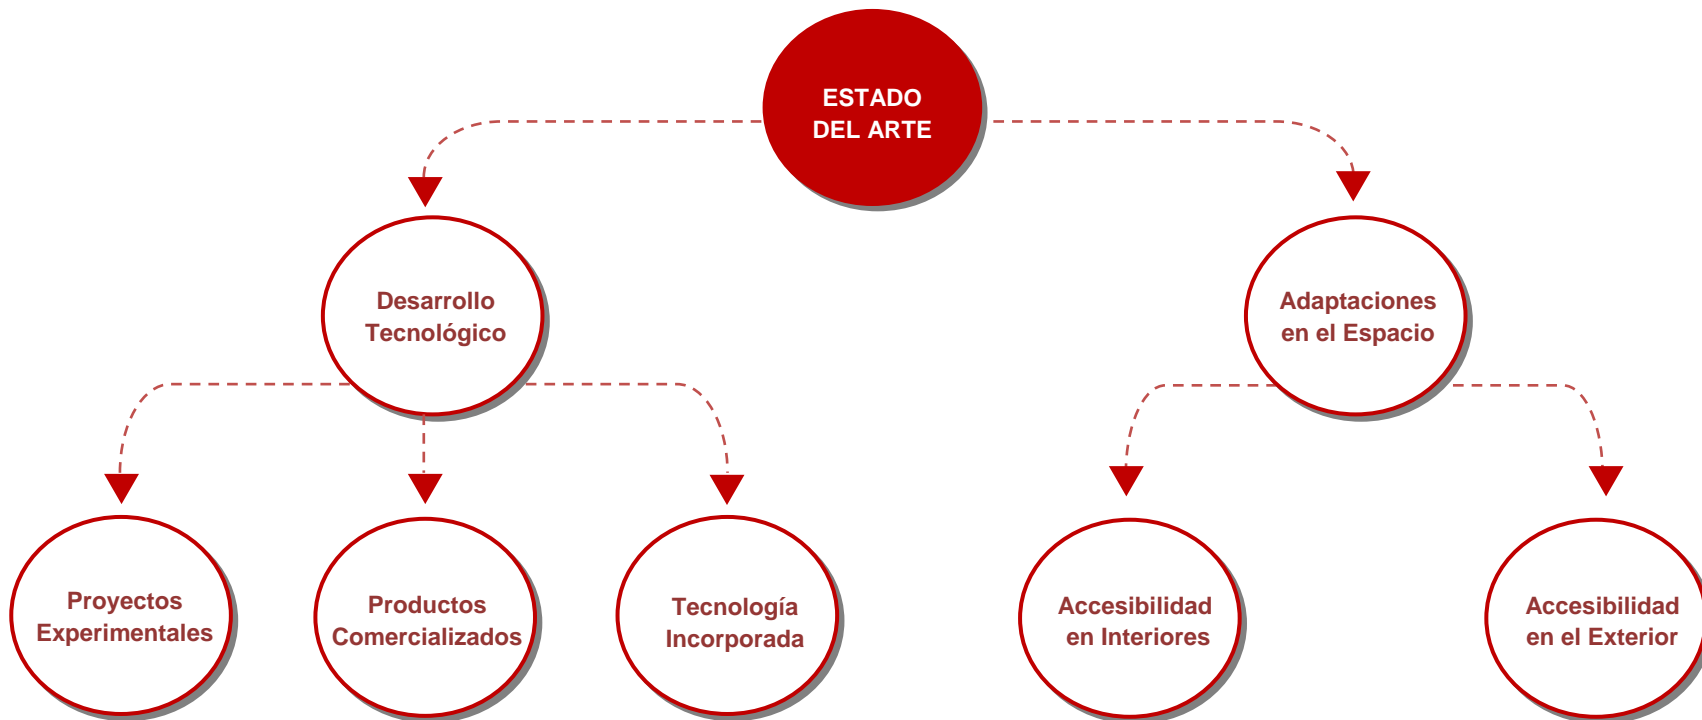 ESTADO
DEL ARTE
Desarrollo
Tecnológico
Adaptaciones
en el Espacio
Proyectos
Experimentales
Productos
Comercializados
Tecnología
Incorporada
Accesibilidad
en Interiores
Accesibilidad
en el Exterior